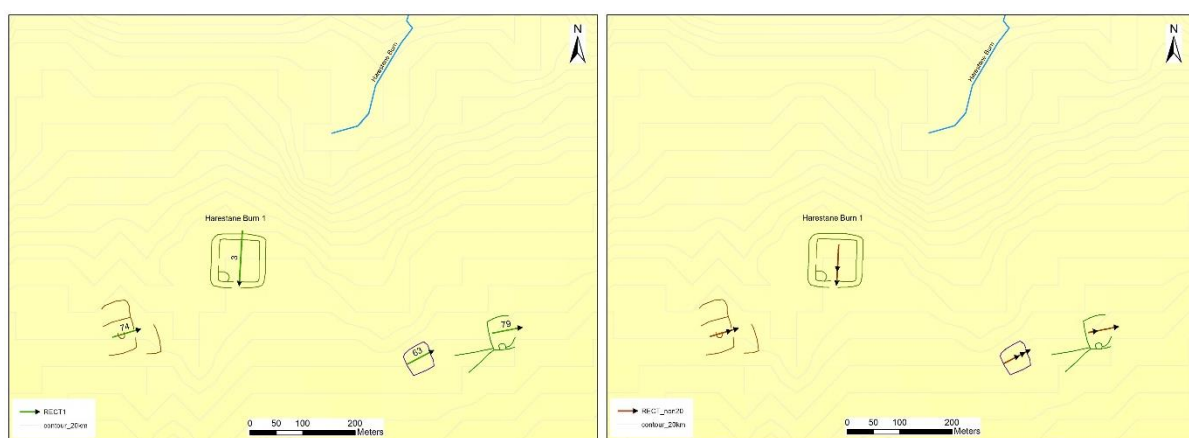 N
Harestane Burn
Harestane Burn 1
3
74
63
79
RECT1
contour_20km
0 50 100 200
Meters
N
Harestane Burn
Harestane Burn 1
RECT_nan20
contour_20km
0 50 100 200
Meters